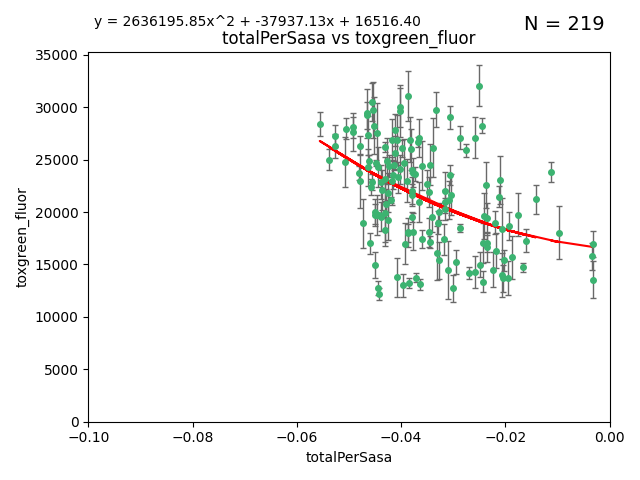 y = 2636195.85x^2 + -37937.13x + 16516.40
N = 219
totalPerSasa vs toxgreen_fluor
35000
30000
25000
20000
15000
10000
5000
0
toxgreen_fluor
−0.10 −0.08 −0.06 −0.04 −0.02 0.00
totalPerSasa